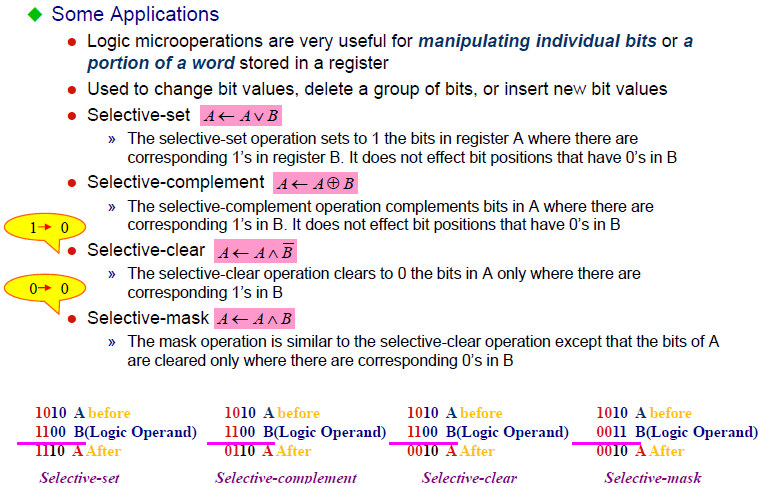 Some Applications
Logic microoperations are very useful for manipulating individual bits or a
portion of a word stored in a register
Used to change bit values, delete a group of bits, or insert new bit values
Selective-set A ← A ∨ B
» The selective-set operation sets to 1 the bits in register A where there are
corresponding 1's in register B. It does not effect bit positions that have 0's in B
Selective-complement A ← A ⊕ B
» The selective-complement operation complements bits in A where there are
corresponding 1's in B. It does not effect bit positions that have 0's in B
1→ 0
Selective-clear A ← A ∧ B̅
» The selective-clear operation clears to 0 the bits in A only where there are
corresponding 1's in B
0→ 0
Selective-mask A ← A ∧ B
» The mask operation is similar to the selective-clear operation except that the bits of A
are cleared only where there are corresponding 0's in B
1010 A before
1100 B(Logic Operand)
1110 A After
Selective-set
1010 A before
1100 B(Logic Operand)
0110 A After
Selective-complement
1010 A before
1100 B(Logic Operand)
0010 A After
Selective-clear
1010 A before
0011 B(Logic Operand)
0010 A After
Selective-mask